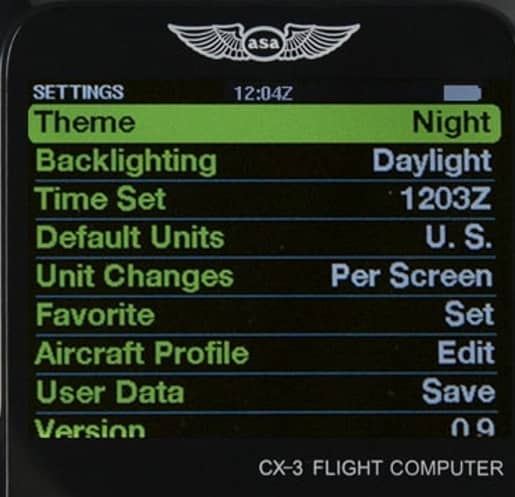 asa
SETTINGS 12:04Z
Theme Night
Backlighting Daylight
Time Set 1203Z
Default Units U. S.
Unit Changes Per Screen
Favorite Set
Aircraft Profile Edit
User Data Save
Version 0.9
CX-3 FLIGHT COMPUTER